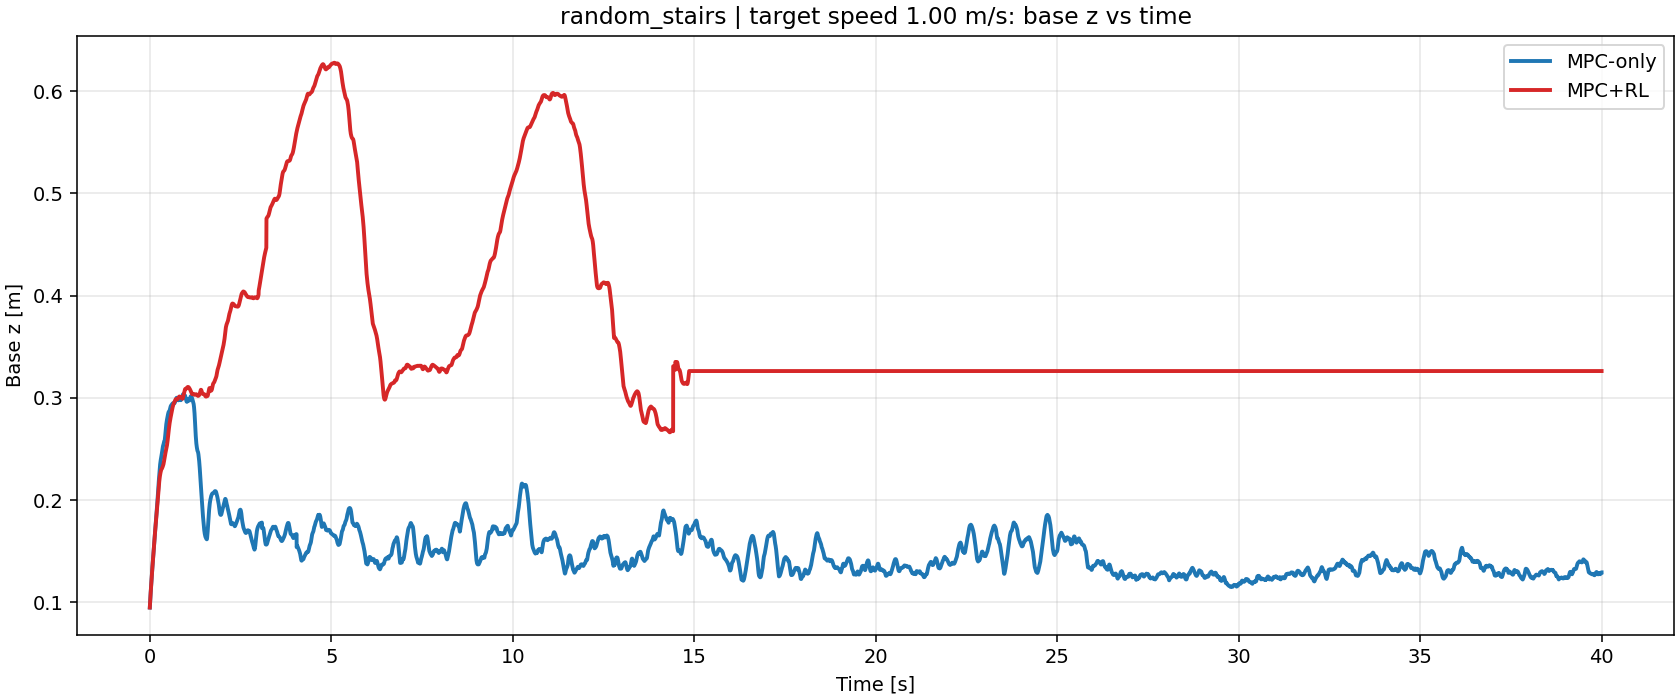 random_stairs | target speed 1.00 m/s: base z vs time
MPC-only
MPC+RL
Base z [m]
0.6
0.5
0.4
0.3
0.2
0.1
0 5 10 15 20 25 30 35 40
Time [s]